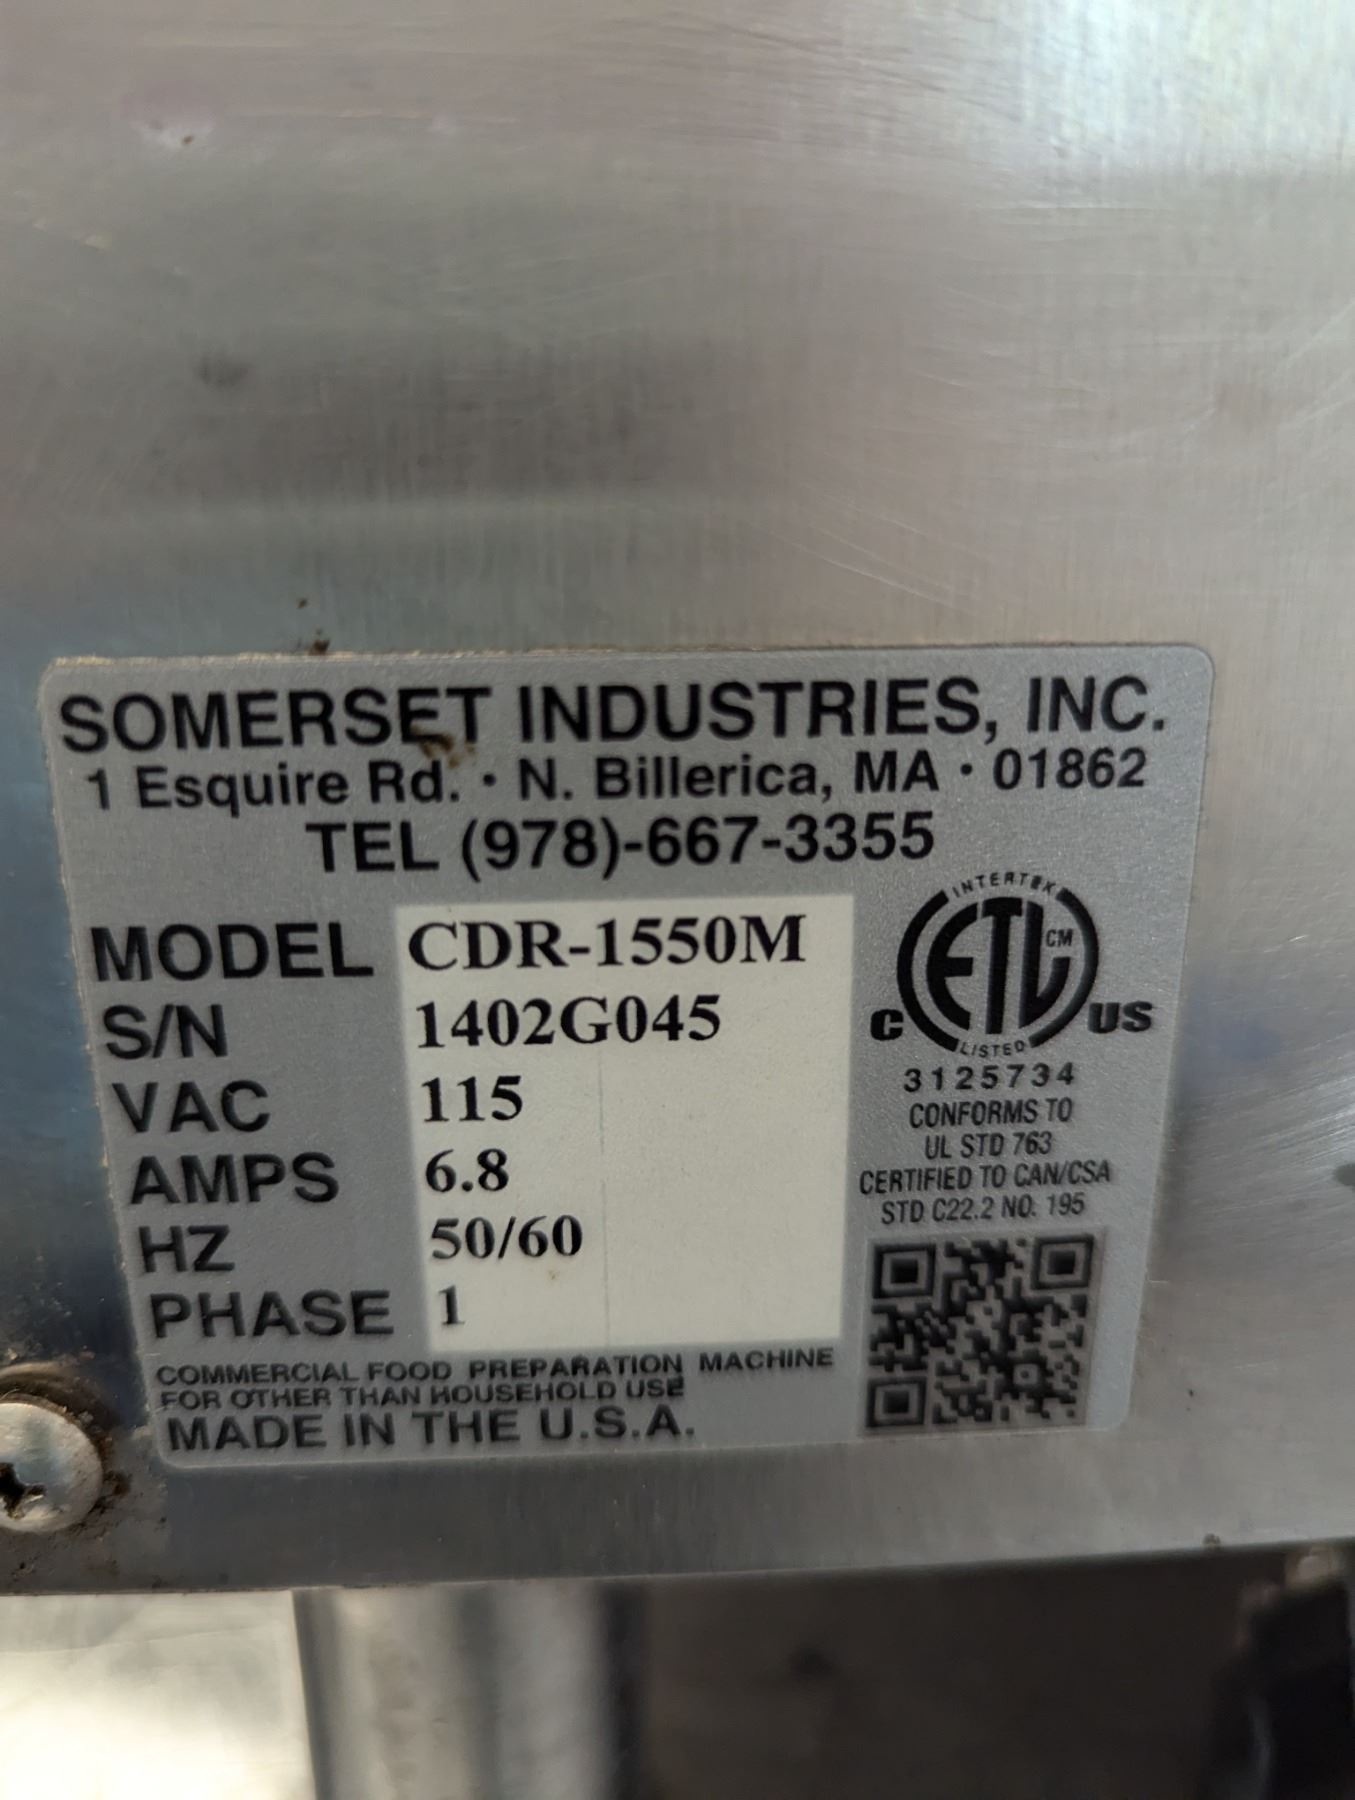 SOMERSET INDUSTRIES, INC.
1 Esquire Rd. • N. Billerica, MA • 01862
TEL (978)-667-3355
MODEL CDR-1550M
S/N 1402G045
VAC 115
AMPS 6.8
HZ 50/60
PHASE 1
COMMERCIAL FOOD PREPARATION MACHINE
FOR OTHER THAN HOUSEHOLD USE
MADE IN THE U.S.A.
INTERTEK
ETL CM
C US
LISTED
3125734
CONFORMS TO
UL STD 763
CERTIFIED TO CAN/CSA
STD C22.2 NO. 195